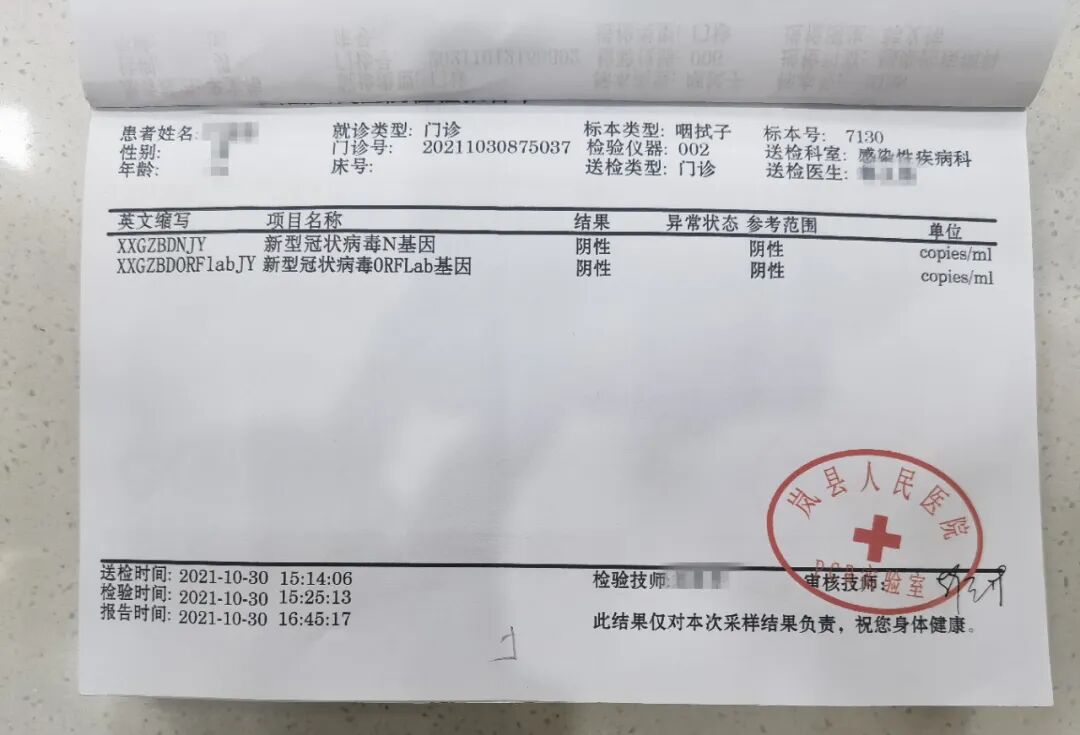 患者姓名: 就诊类型: 门诊 标本类型: 咽拭子 标本号: 7130
性别: 门诊号: 20211030875037 检验仪器: 002 送检科室: 感染性疾病科
年龄: 床号: 送检类型: 门诊 送检医生:
英文缩写 项目名称 结果 异常状态 参考范围 单位
XXGZBDNJY 新型冠状病毒N基因 阴性 阴性 copies/ml
XXGZBDORFlabJY 新型冠状病毒ORFLab基因 阴性 阴性 copies/ml
岚县人民医院
PCR实验室
送检时间: 2021-10-30 15:14:06 检验技师: 审核技师:
检验时间: 2021-10-30 15:25:13
报告时间: 2021-10-30 16:45:17 此结果仅对本次采样结果负责，祝您身体健康。